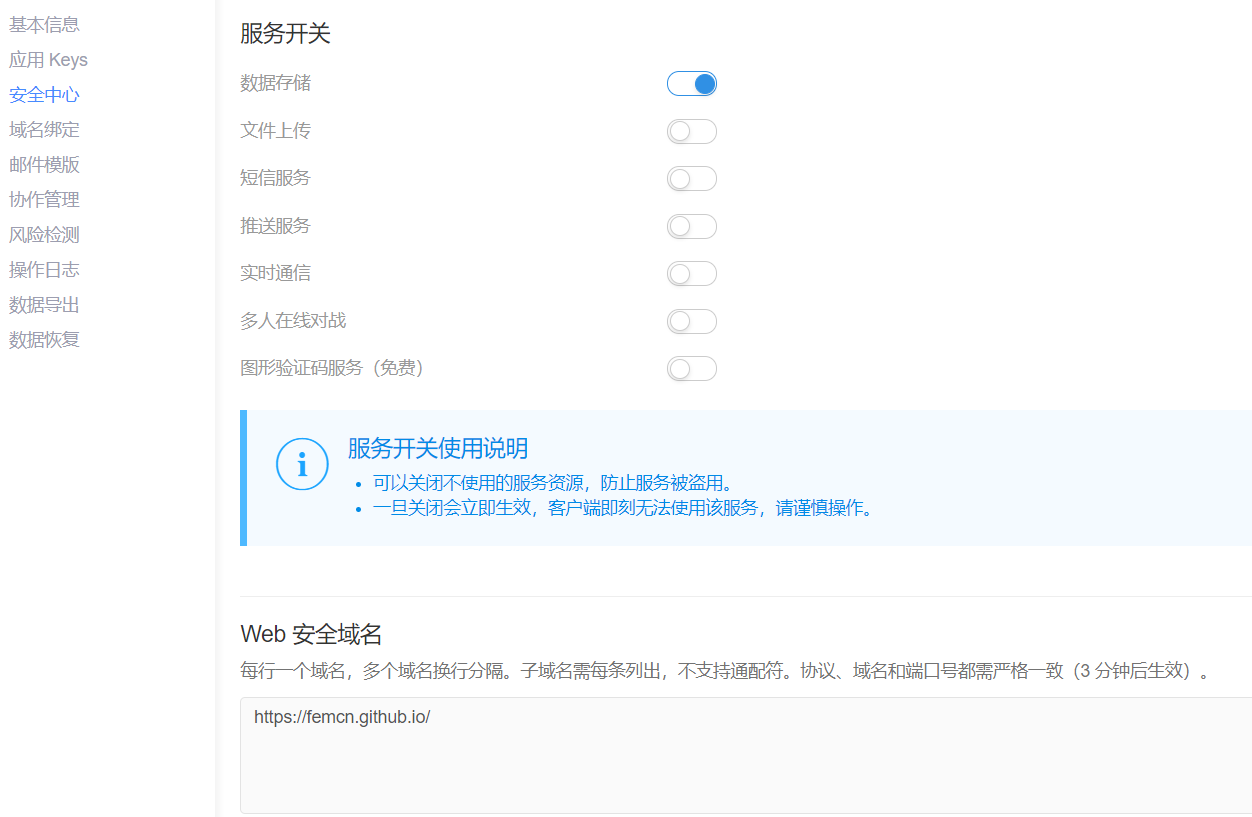 基本信息
应用 Keys
安全中心
域名绑定
邮件模版
协作管理
风险检测
操作日志
数据导出
数据恢复
服务开关
数据存储
文件上传
短信服务
推送服务
实时通信
多人在线对战
图形验证码服务（免费）
服务开关使用说明
• 可以关闭不使用的服务资源，防止服务被盗用。
• 一旦关闭会立即生效，客户端即刻无法使用该服务，请谨慎操作。
Web 安全域名
每行一个域名，多个域名换行分隔。子域名需每条列出，不支持通配符。协议、域名和端口号都需严格一致（3 分钟后生效）。
https://femcn.github.io/